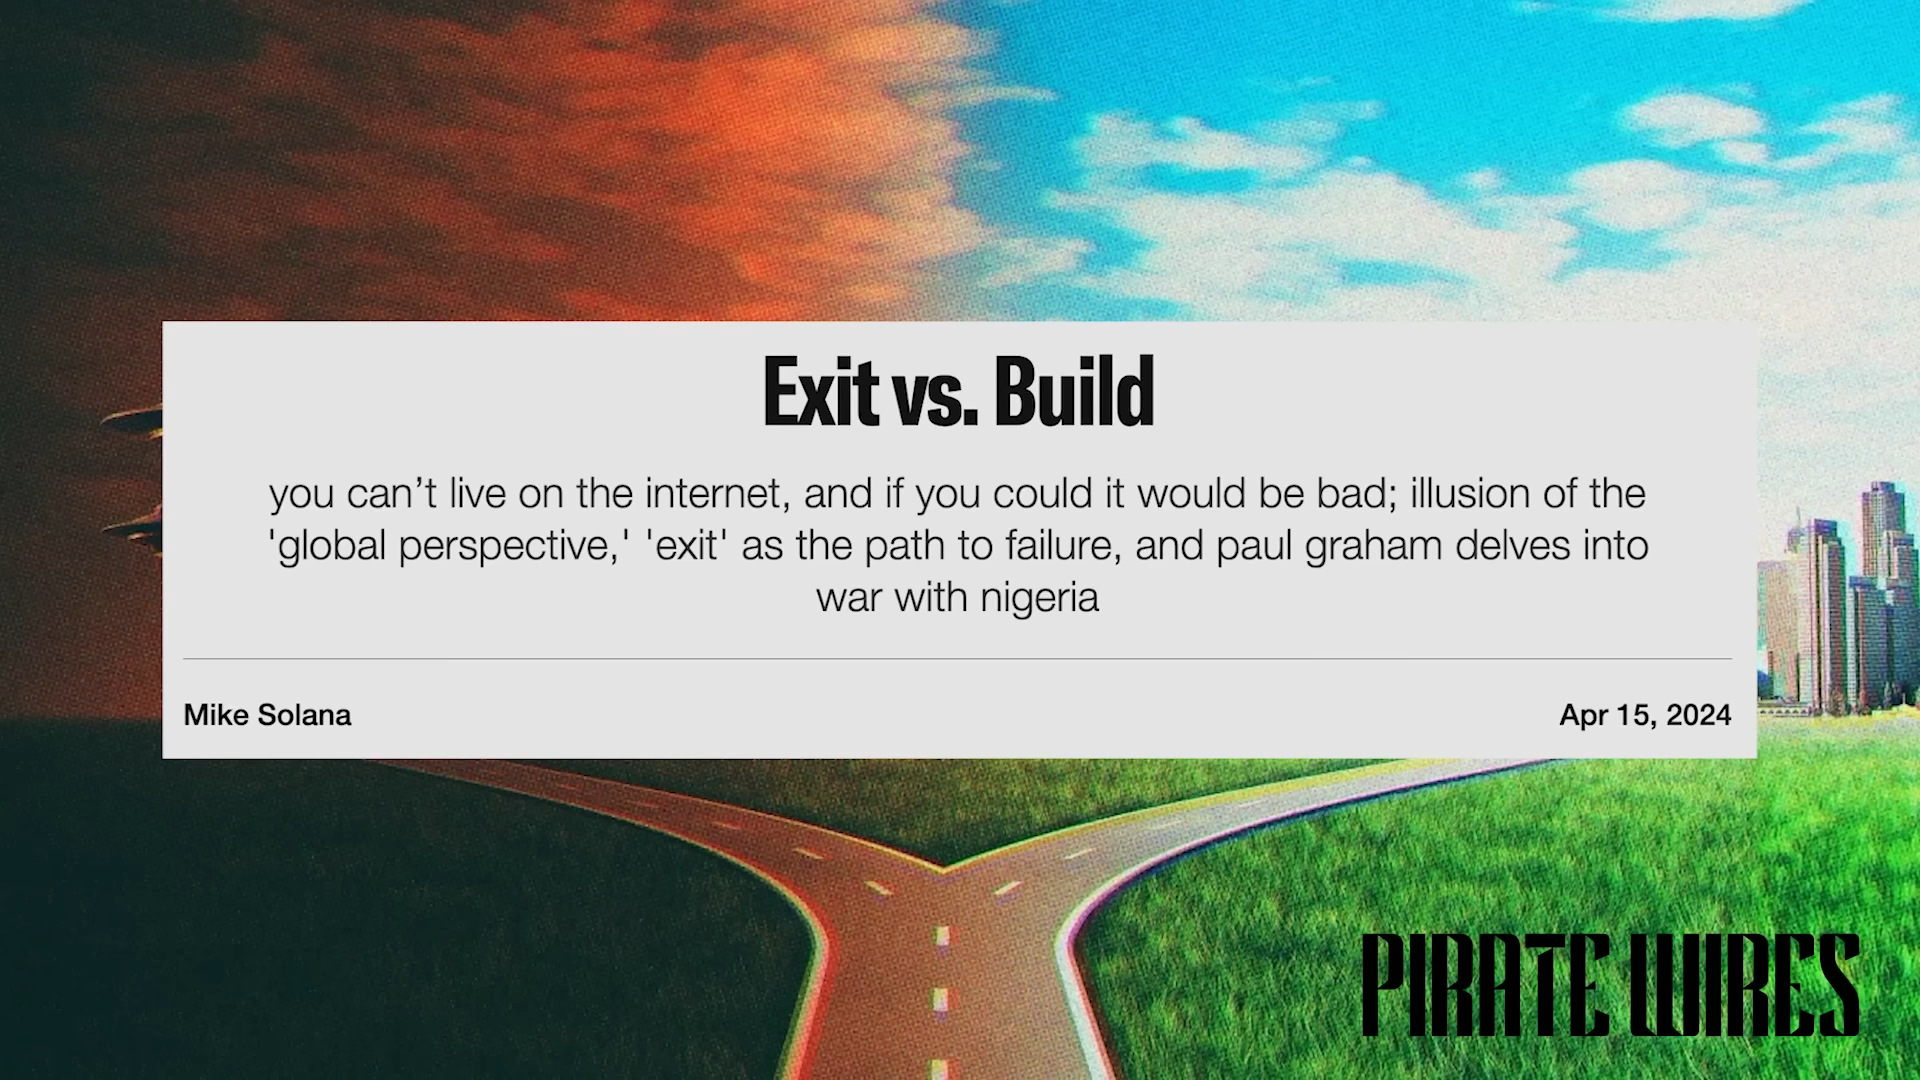 Exit vs. Build
you can’t live on the internet, and if you could it would be bad; illusion of the
'global perspective,' 'exit' as the path to failure, and paul graham delves into
war with nigeria
Mike Solana
Apr 15, 2024
PIRATE WIRES